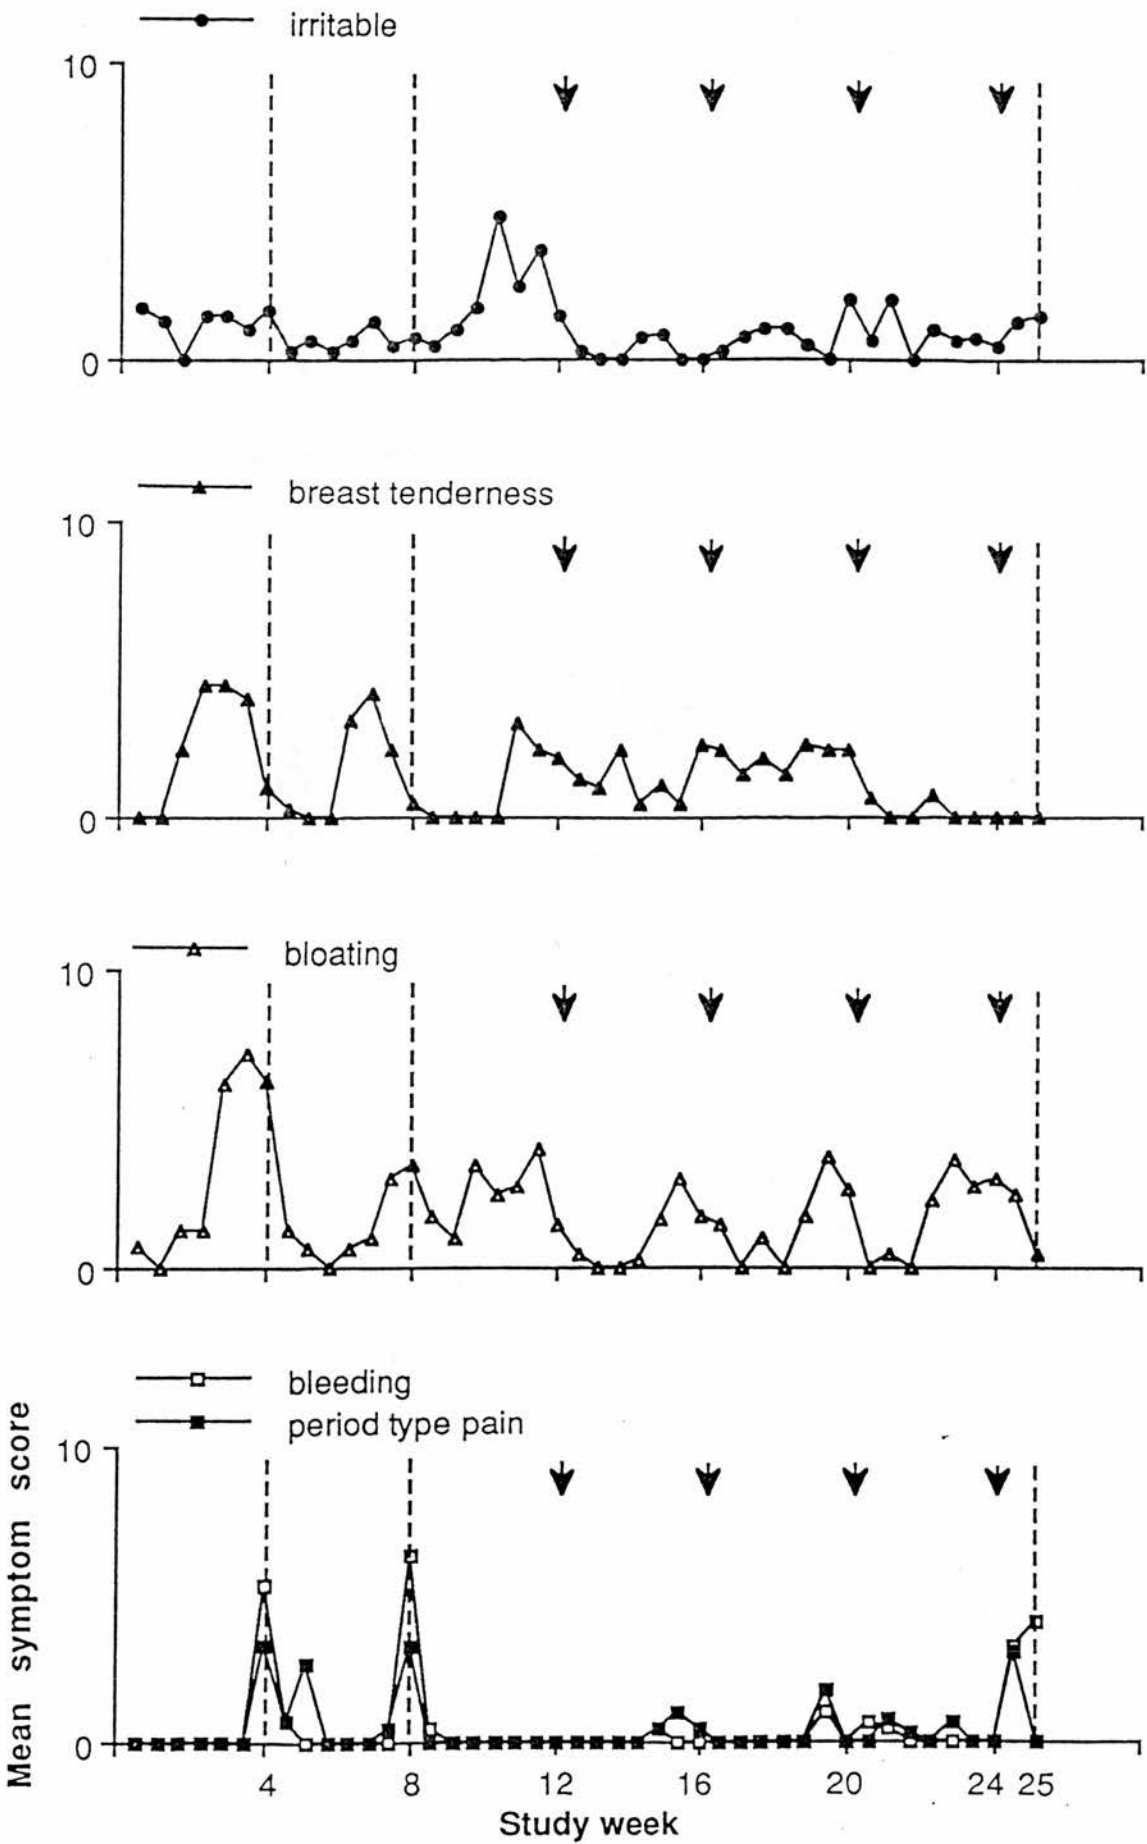 irritable
10
0
breast tenderness
10
0
bloating
10
0
bleeding
period type pain
10
0
Mean symptom score
4 8 12 16 20 24 25
Study week